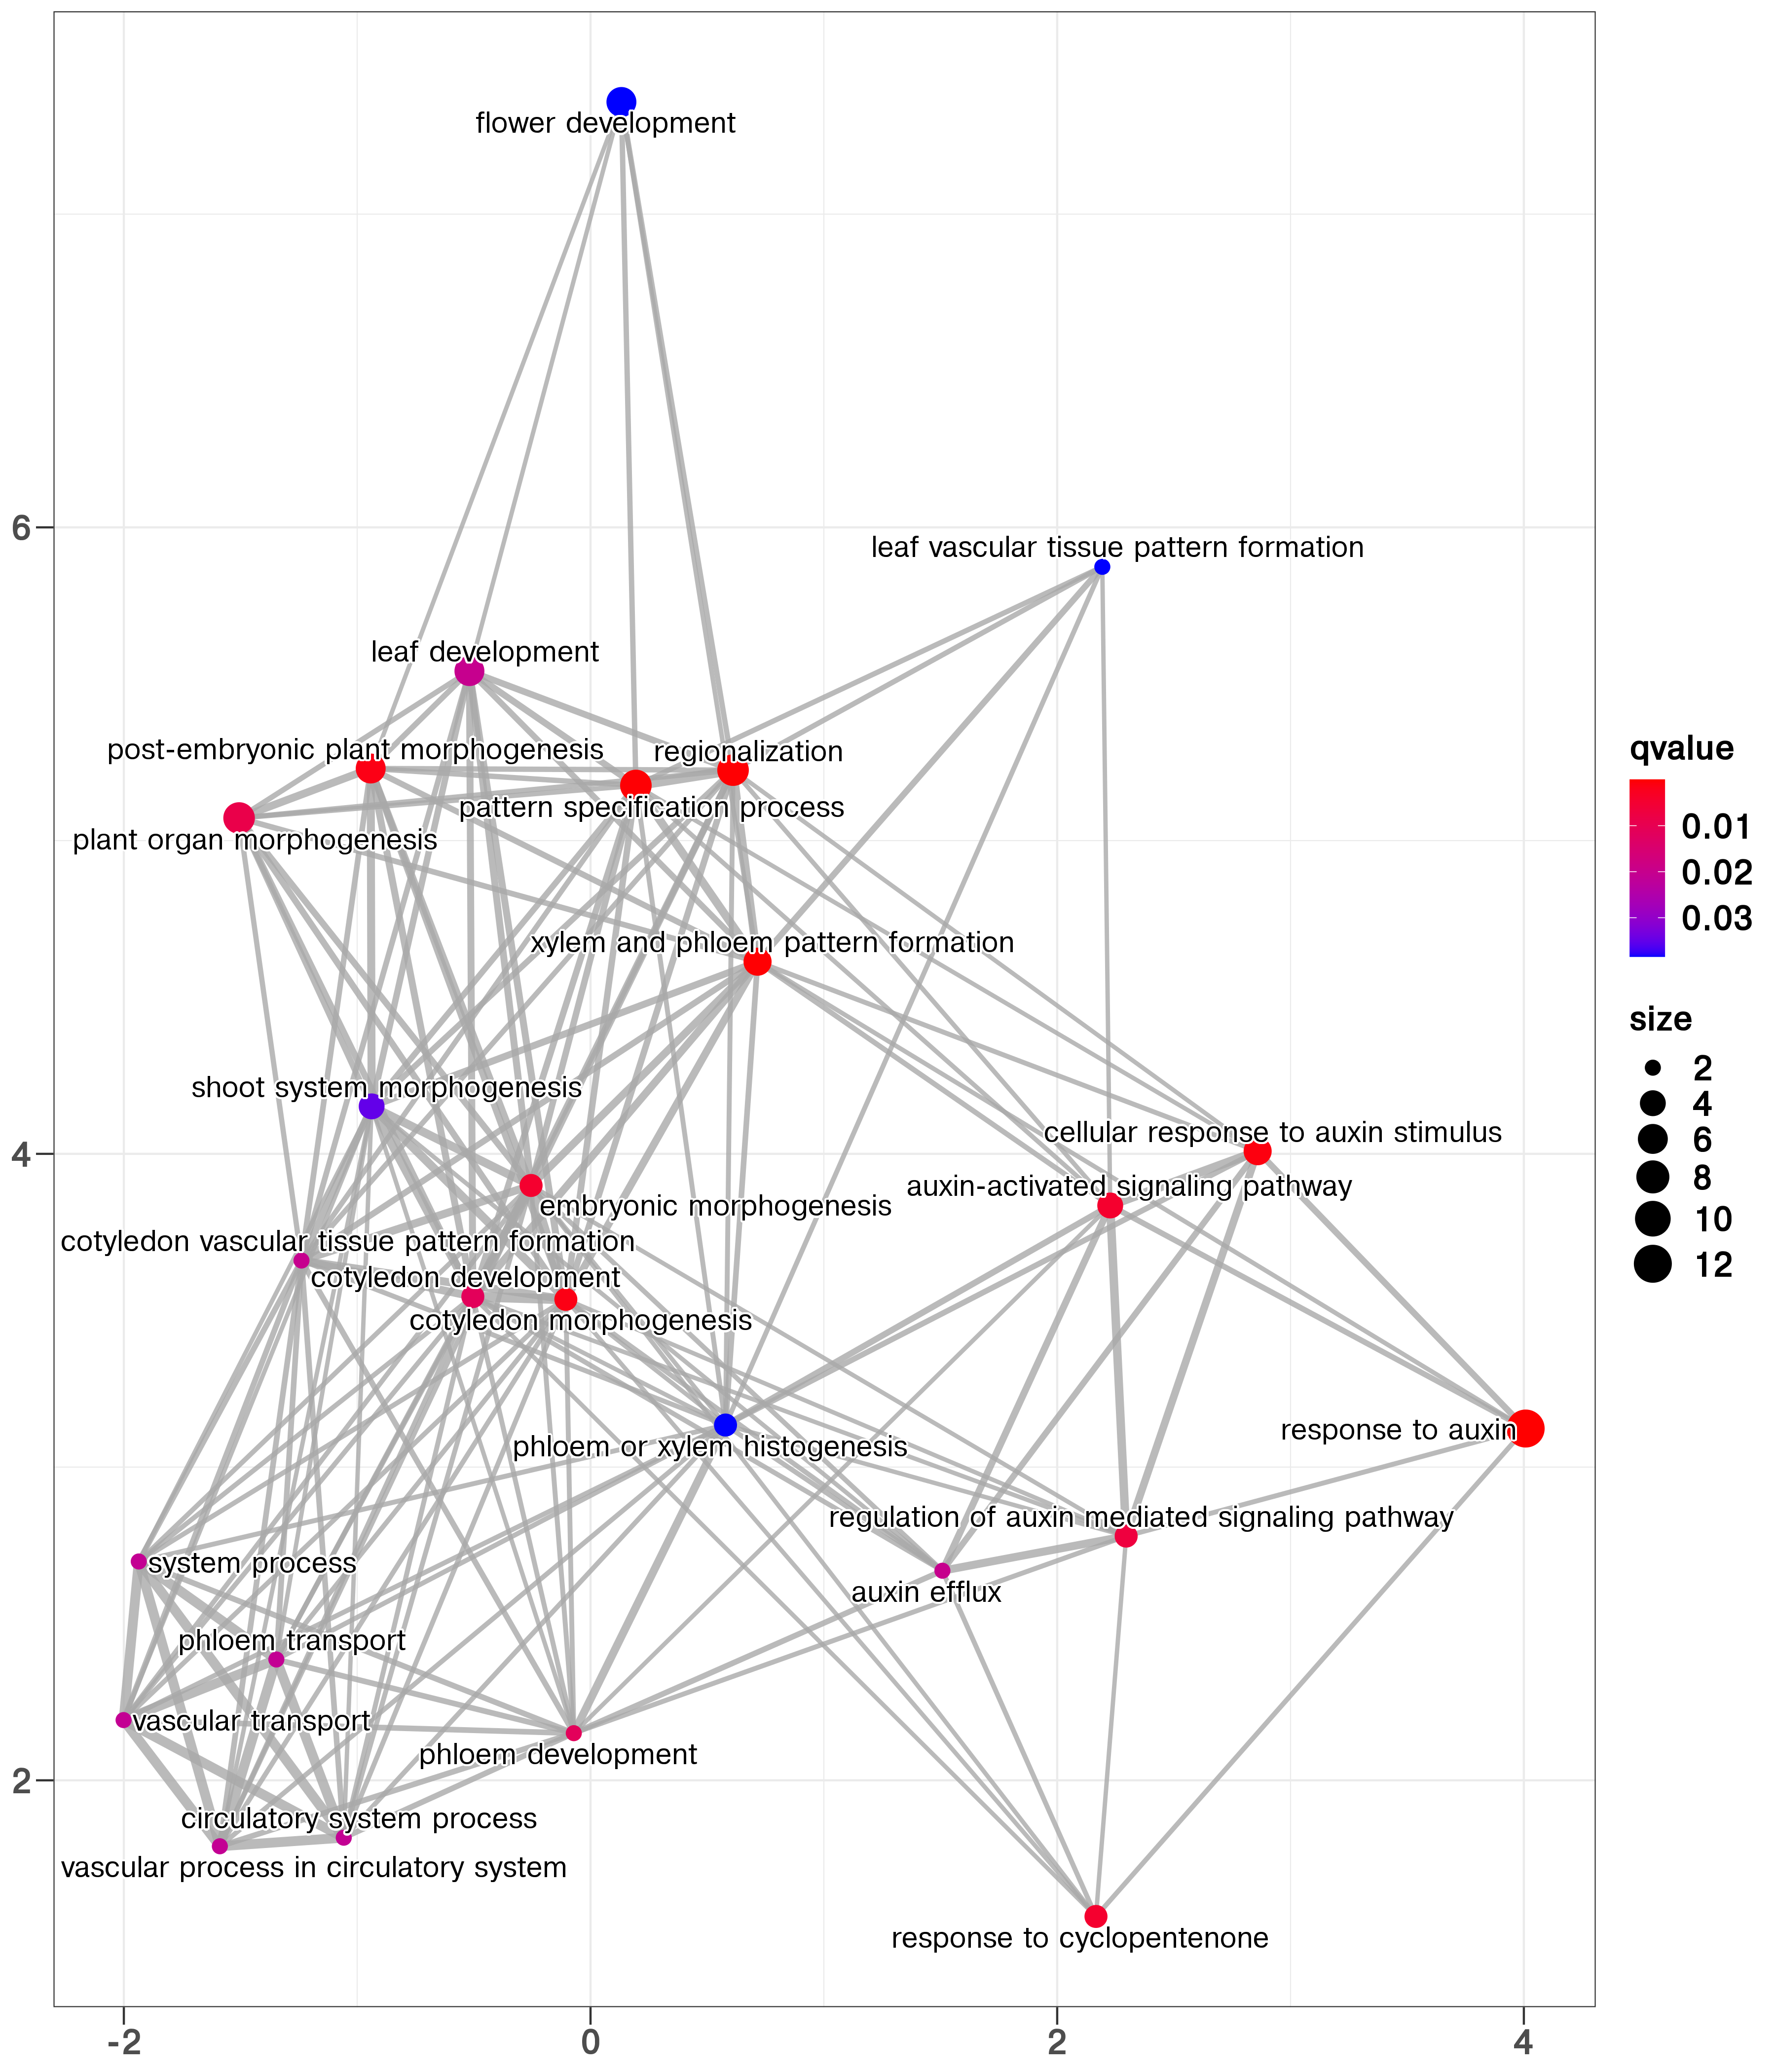 flower development
6
leaf vascular tissue pattern formation
leaf development
post-embryonic plant morphogenesis
regionalization
pattern specification process
plant organ morphogenesis
xylem and phloem pattern formation
shoot system morphogenesis
4
cellular response to auxin stimulus
auxin-activated signaling pathway
embryonic morphogenesis
cotyledon vascular tissue pattern formation
cotyledon development
cotyledon morphogenesis
response to auxin
phloem or xylem histogenesis
regulation of auxin mediated signaling pathway
system process
auxin efflux
phloem transport
vascular transport
phloem development
2
circulatory system process
vascular process in circulatory system
response to cyclopentenone
-2
0
2
4
qvalue
0.01
0.02
0.03
size
2
4
6
8
10
12